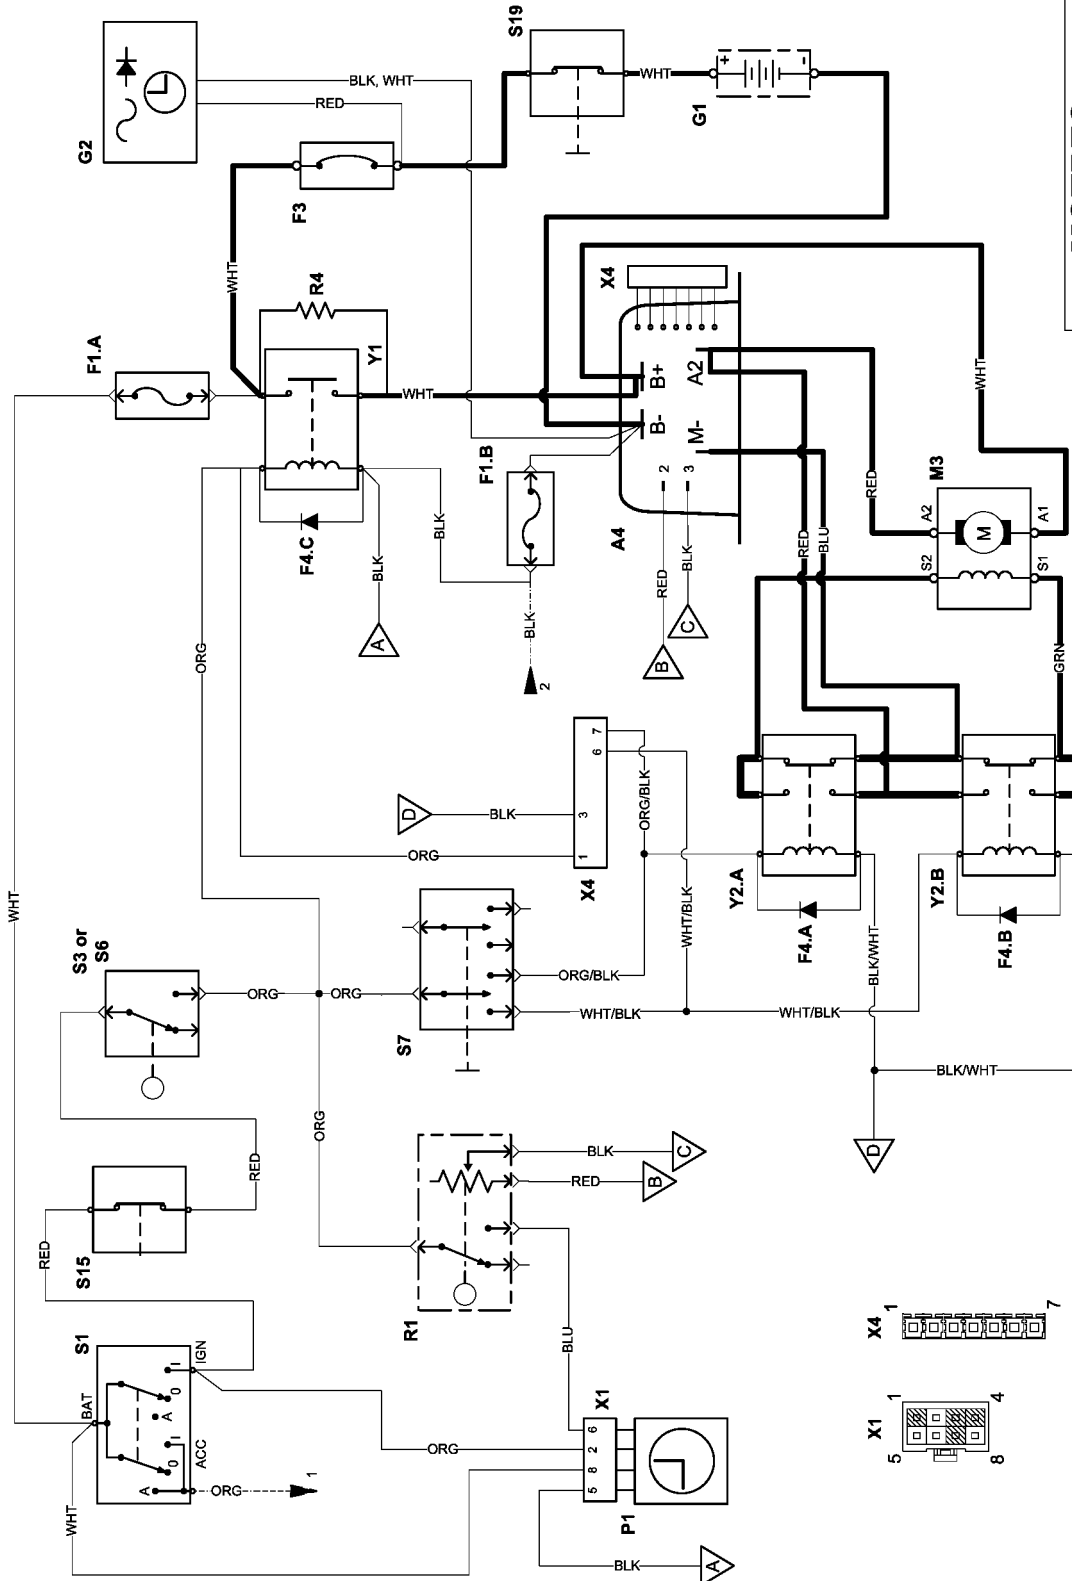 G2
BLK, WHT
RED
S19
WHT
+
-
G1
F3
WHT
R4
F1.A
Y1
WHT
X4
B+
A2
B-
M-
2
3
F1.B
A4
F4.C
BLK
A
BLK
BLK
2
RED
BLK
B
C
ORG
WHT
RED
BLU
RED
WHT
M3
A2
A1
M
S2
S1
GRN
WHT
S3 or
S6
ORG
ORG
ORG
D
BLK
ORG
1
3
6
7
X4
ORG/BLK
WHT/BLK
S7
ORG/BLK
WHT/BLK
WHT/BLK
Y2.A
F4.A
BLK/WHT
Y2.B
F4.B
BLK/WHT
D
RED
S15
RED
ORG
R1
BLK
C
RED
B
BLU
S1
BAT
IGN
ACC
A
0
I
A
0
I
ORG
1
WHT
ORG
X1
5
8
2
6
P1
BLK
A
X4
1
7
X1
1
5
4
8